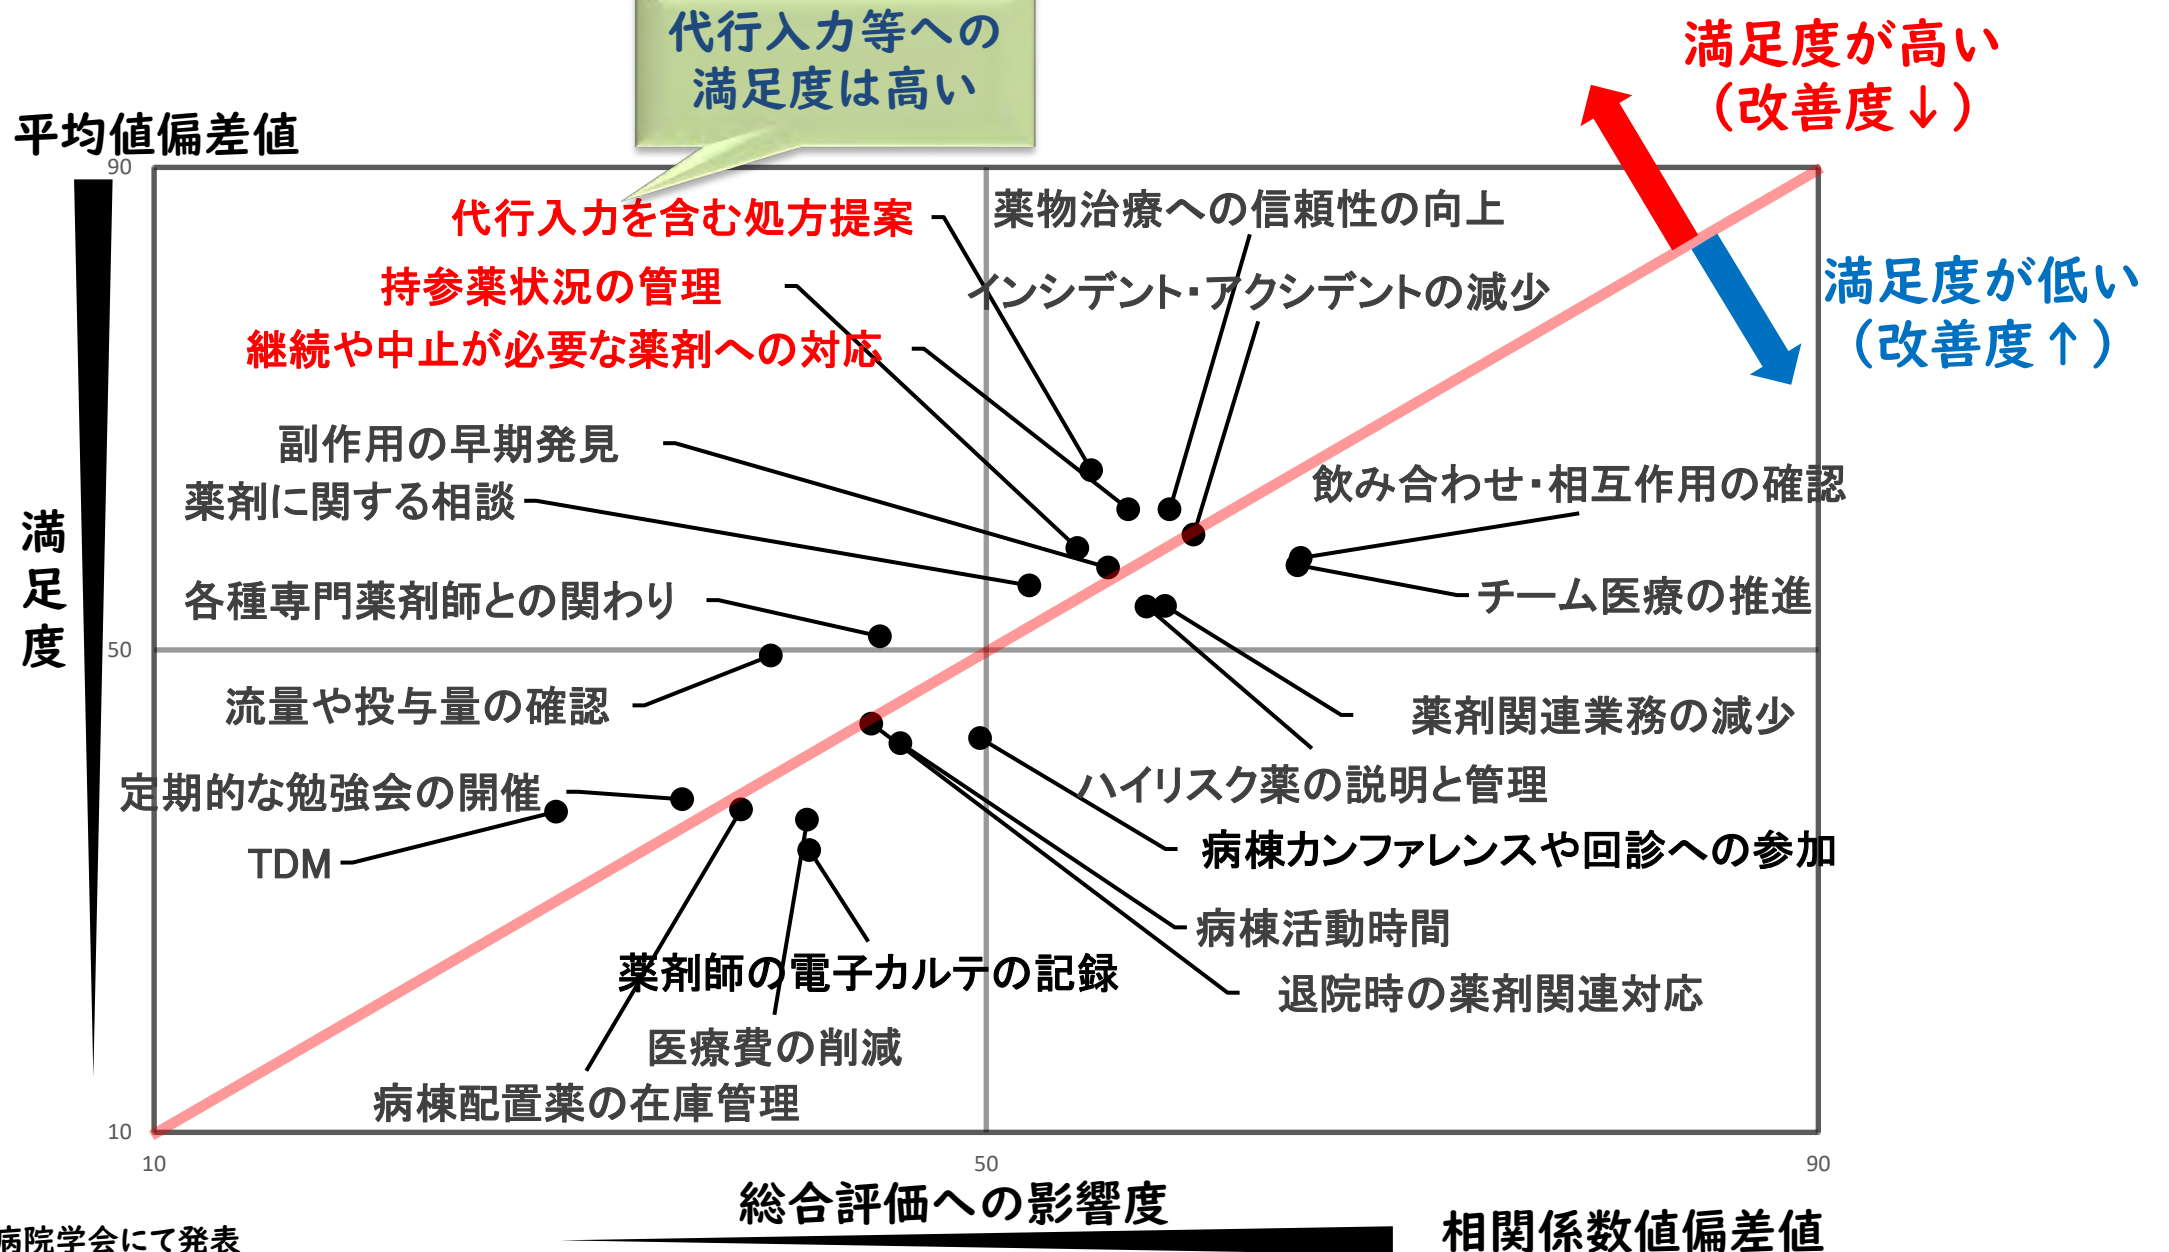 代行入力等への
満足度は高い
満足度が高い
（改善度↓）
平均値偏差値
90
代行入力を含む処方提案
薬物治療への信頼性の向上
持参薬状況の管理
インシデント・アクシデントの減少
満足度が低い
（改善度↑）
継続や中止が必要な薬剤への対応
副作用の早期発見
飲み合わせ・相互作用の確認
薬剤に関する相談
満足度
各種専門薬剤師との関わり
チーム医療の推進
50
流量や投与量の確認
薬剤関連業務の減少
定期的な勉強会の開催
ハイリスク薬の説明と管理
TDM
病棟カンファレンスや回診への参加
病棟活動時間
薬剤師の電子カルテの記録
退院時の薬剤関連対応
医療費の削減
病棟配置薬の在庫管理
10
10
50
90
総合評価への影響度
相関係数値偏差値
病院学会にて発表